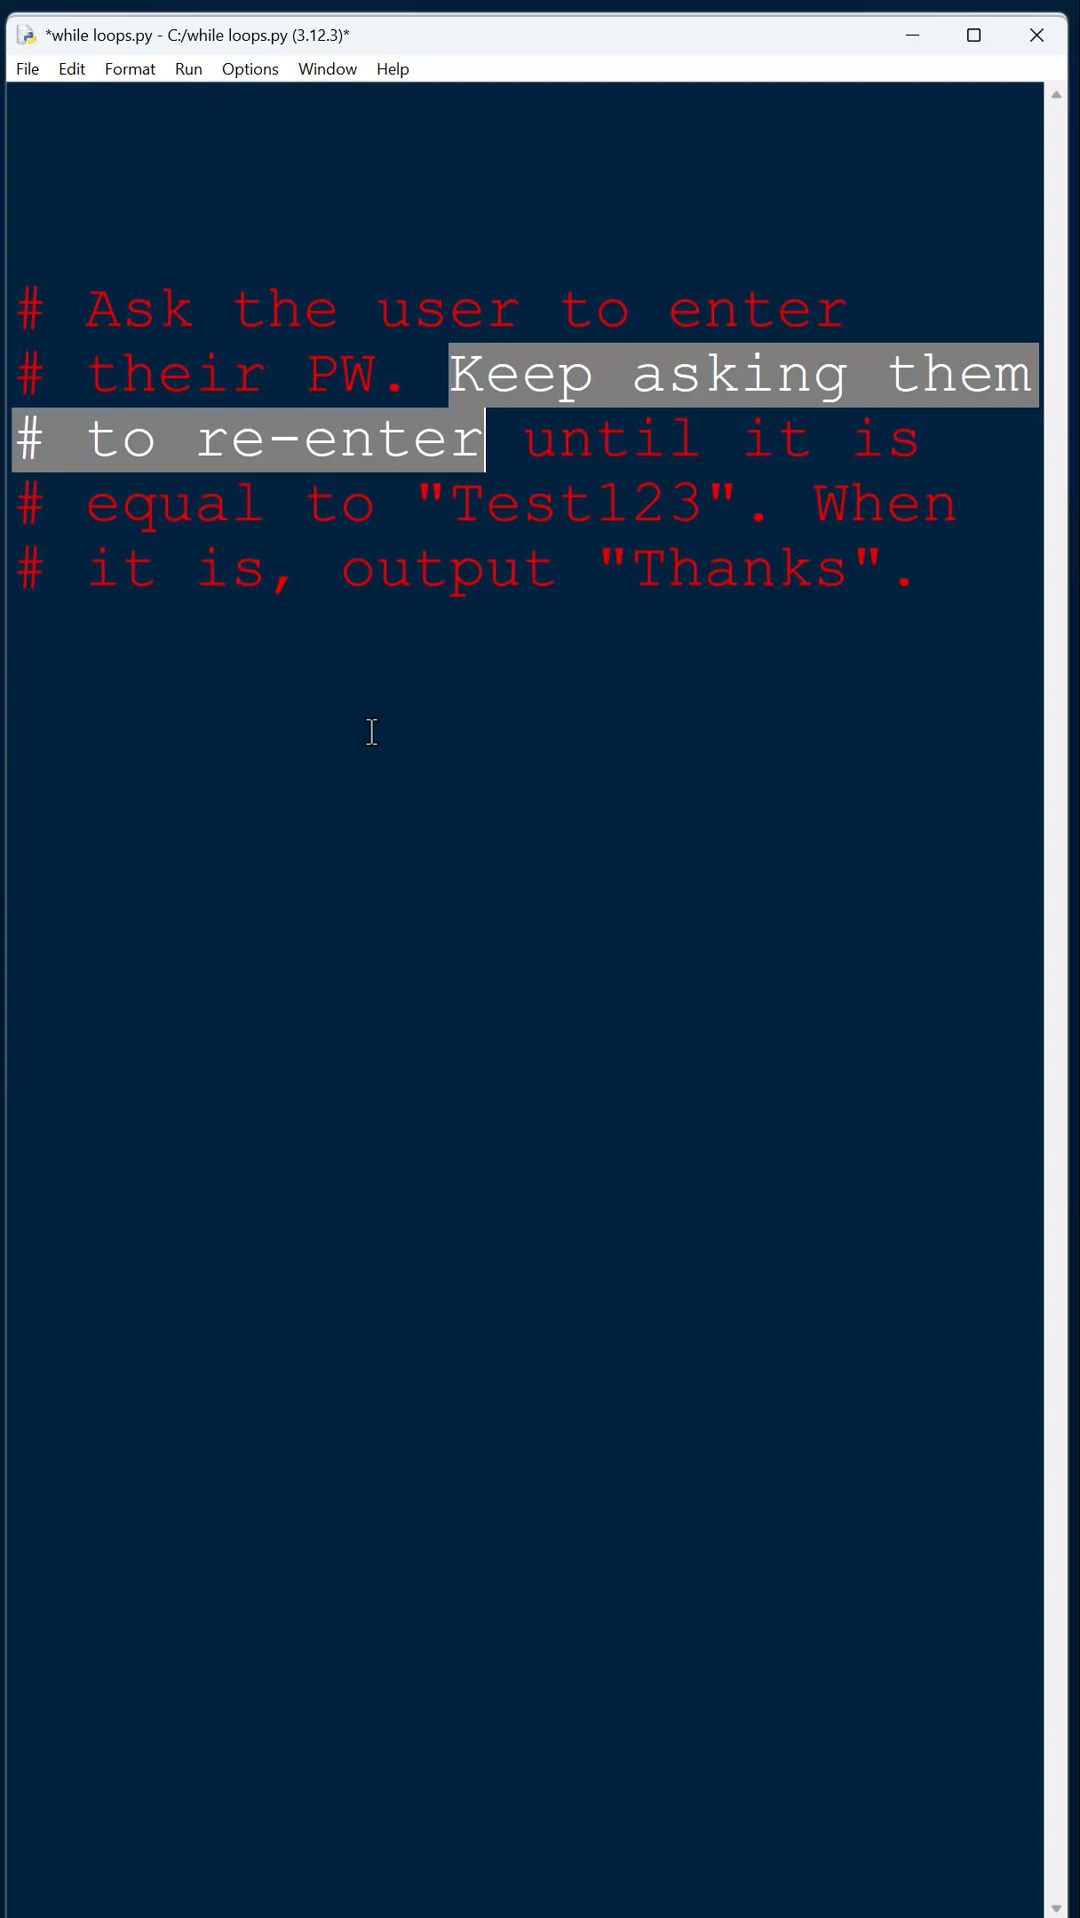 *while loops.py - C:/while loops.py (3.12.3)*
File Edit Format Run Options Window Help
# Ask the user to enter
# their PW. Keep asking them
# to re-enter until it is
# equal to "Test123". When
# it is, output "Thanks".